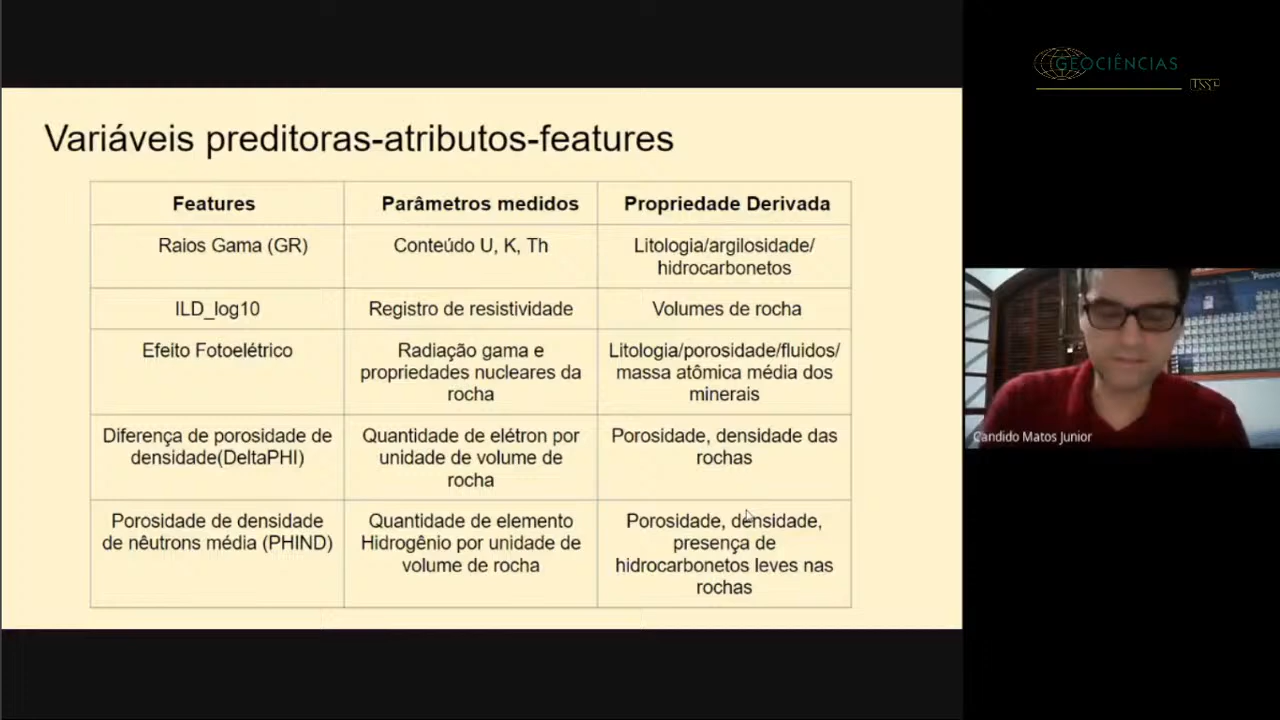 GEOCIÊNCIAS
USP
Variáveis preditoras-atributos-features
Features
Parâmetros medidos
Propriedade Derivada
Raios Gama (GR)
Conteúdo U, K, Th
Litologia/argilosidade/
hidrocarbonetos
ILD_log10
Registro de resistividade
Volumes de rocha
Efeito Fotoelétrico
Radiação gama e
propriedades nucleares da
rocha
Litologia/porosidade/fluidos/
massa atômica média dos
minerais
Diferença de porosidade de
densidade(DeltaPHI)
Quantidade de elétron por
unidade de volume de
rocha
Porosidade, densidade das
rochas
Porosidade de densidade
de nêutrons média (PHIND)
Quantidade de elemento
Hidrogênio por unidade de
volume de rocha
Porosidade, densidade,
presença de
hidrocarbonetos leves nas
rochas
Candido Matos Junior